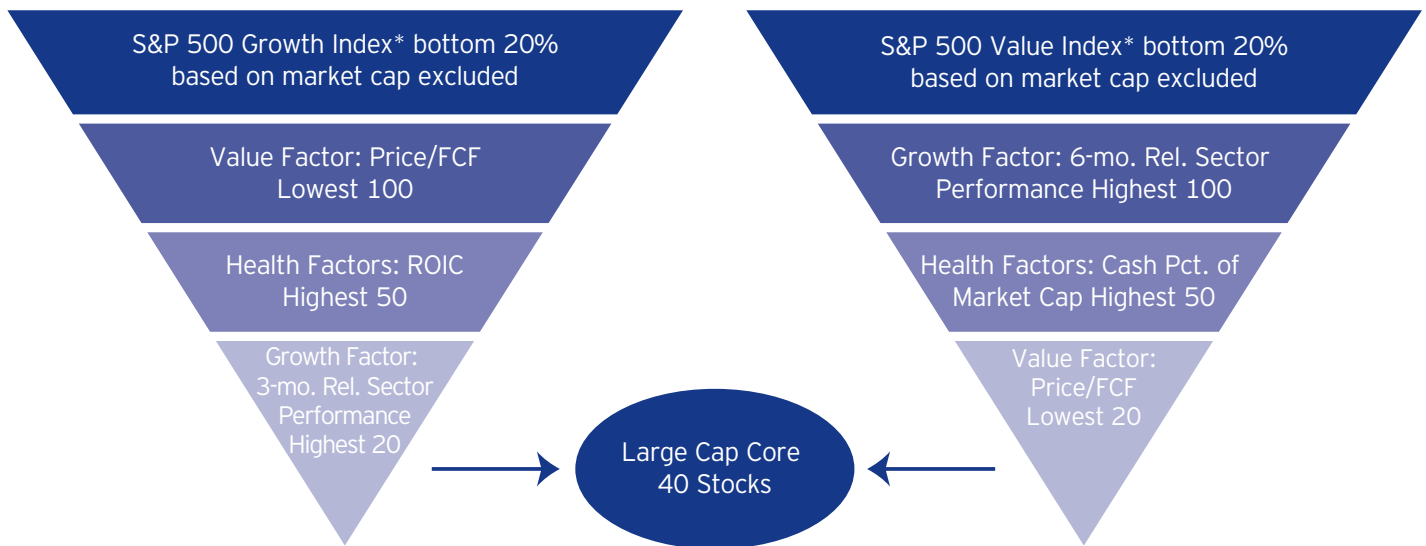 S&P 500 Growth Index* bottom 20%
based on market cap excluded
Value Factor: Price/FCF
Lowest 100
Health Factors: ROIC
Highest 50
Growth Factor:
3-mo. Rel. Sector
Performance
Highest 20
S&P 500 Value Index* bottom 20%
based on market cap excluded
Growth Factor: 6-mo. Rel. Sector
Performance Highest 100
Health Factors: Cash Pct. of
Market Cap Highest 50
Value Factor:
Price/FCF
Lowest 20
Large Cap Core
40 Stocks